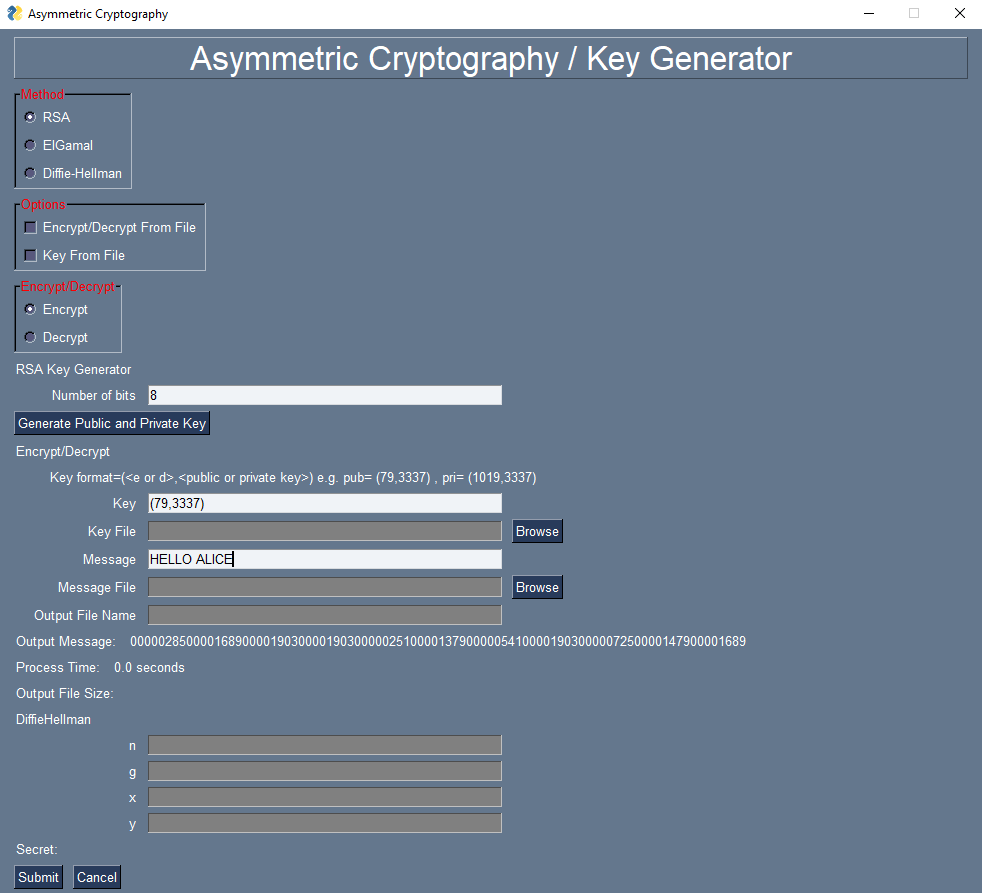 Asymmetric Cryptography
Asymmetric Cryptography / Key Generator
Method
RSA
ElGamal
Diffie-Hellman
Options
Encrypt/Decrypt From File
Key From File
Encrypt/Decrypt
Encrypt
Decrypt
RSA Key Generator
Number of bits 8
Generate Public and Private Key
Encrypt/Decrypt
Key format=(<e or d>,<public or private key>) e.g. pub= (79,3337) , pri= (1019,3337)
Key (79,3337)
Key File Browse
Message HELLO ALICE
Message File Browse
Output File Name
Output Message: 0000028500001689000019030000190300000251000013790000054100001903000007250000147900001689
Process Time: 0.0 seconds
Output File Size:
DiffieHellman
n
g
x
y
Secret:
Submit Cancel